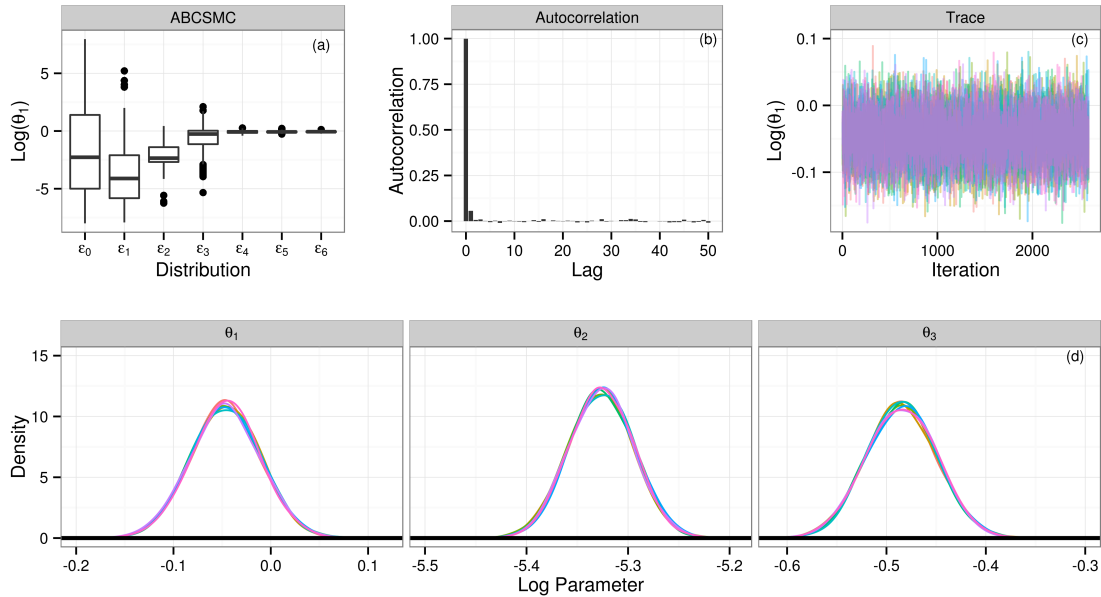 ABCSMC
(a)
Log(θ1)
5
0
-5
ε0 ε1 ε2 ε3 ε4 ε5 ε6
Distribution
Autocorrelation
(b)
Autocorrelation
1.00
0.75
0.50
0.25
0.00
0 10 20 30 40 50
Lag
Trace
(c)
Log(θ1)
0.1
0.0
-0.1
0 1000 2000
Iteration
θ1 θ2 θ3
(d)
Density
15
10
5
0
-0.2 -0.1 0.0 0.1 -5.5 -5.4 -5.3 -5.2 -0.6 -0.5 -0.4 -0.3
Log Parameter